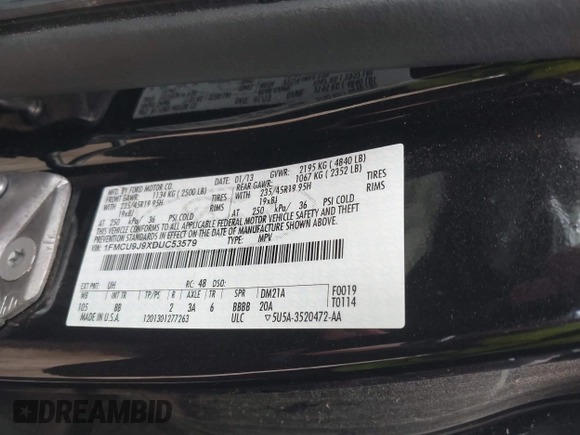 MFD. BY FORD MOTOR CO.
DATE: 01/13 GVWR: 2195 KG ( 4840 LB)
FRONT GAWR: 1134 KG ( 2500 LB) REAR GAWR: 1067 KG ( 2352 LB)
WITH 235/45R19 95H TIRES WITH 235/45R19 95H TIRES
19x8J RIMS 19x8J RIMS
AT 250 kPa/ 36 PSI COLD AT 250 kPa/ 36 PSI COLD
THIS VEHICLE CONFORMS TO ALL APPLICABLE FEDERAL MOTOR VEHICLE SAFETY AND THEFT PREVENTION STANDARDS IN EFFECT ON THE DATE OF MANUFACTURE SHOWN ABOVE.
VIN: 1FMCU9J9XDUC53579
TYPE: MPV
EXT PNT: UH RC: 48 DSO:
WB INT TR TP/PS R AXLE TR SPR DM21A F0019
105 8B 2 3A 6 BBBB 20A T0114
MADE IN U.S.A. 1201301277263 ULC ▽5U5A-3520472-AA
DREAMBID